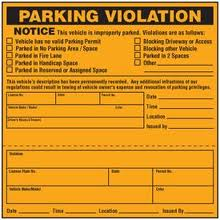 PARKING VIOLATION
NOTICE This vehicle is improperly parked. Violations are as follows:
Vehicle has no valid Parking Permit
Parked in No Parking Area / Space
Parked in Fire Lane
Parked in Handicap Space
Parked in Reserved or Assigned Space
Blocking Driveway or Access
Blocking other Vehicle
Parked in 2 Spaces
Other
This vehicle's description has been permanently recorded. Any additional infractions of our
regulations could result in towing at vehicle owner's expense and revocation of parking privileges.
License No. State Permit No. Date
Time
Vehicle Make / Model Color
Location
Issued By
Violation:
License Plate No. State Permit No.
Vehicle Make/Model Color
Date Time Location Issued by